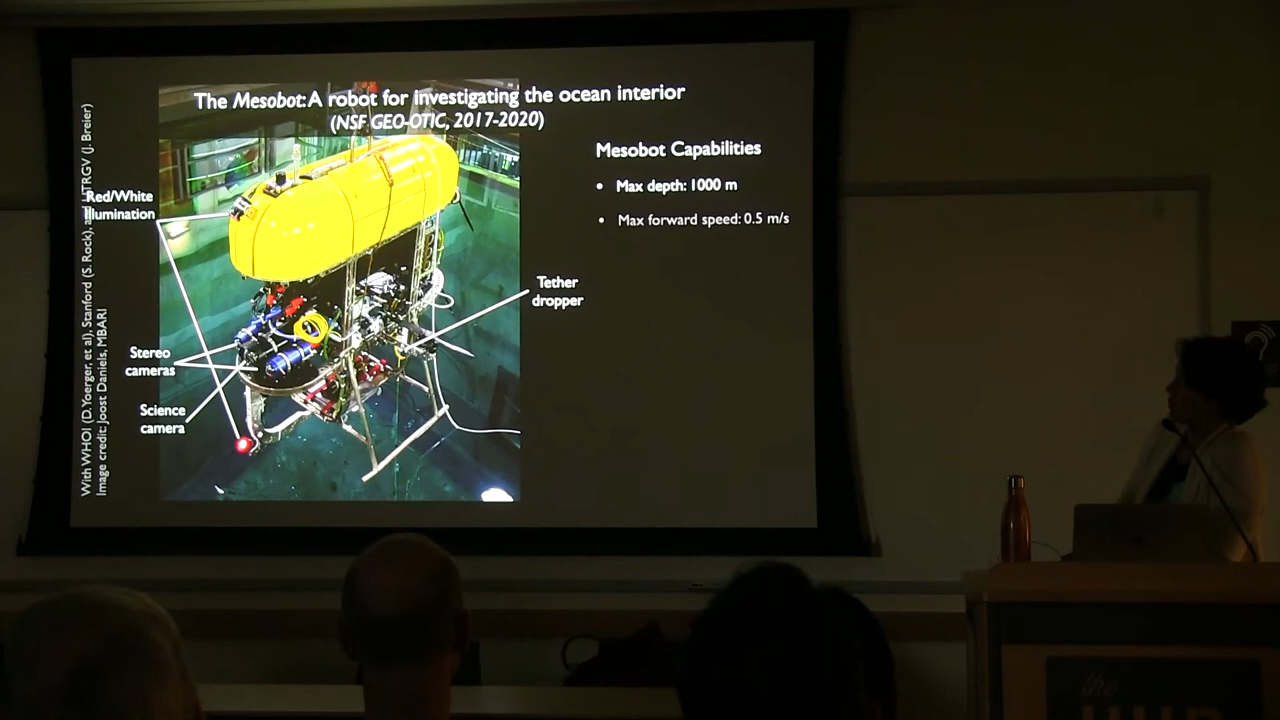 The Mesobot: A robot for investigating the ocean interior
(NSF GEO-OTIC, 2017-2020)
Mesobot Capabilities
• Max depth: 1000 m
• Max forward speed: 0.5 m/s
Red/White
Illumination
Tether
dropper
Stereo
cameras
Science
camera
With WHOI (D. Yoerger, et al), Stanford (S. Rock), UTRGV (J. Breier)
Image credit: Joost Daniels, MBARI
the